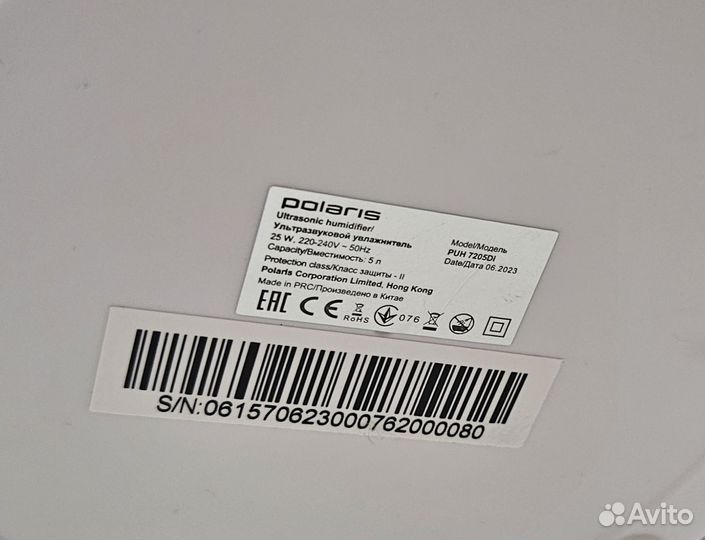 polaris
Ultrasonic humidifier/
Ультразвуковой увлажнитель
25 W. 220-240V ~ 50Hz
Capacity/Вместимость: 5 л
Protection class/Класс защиты - II
Polaris Corporation Limited, Hong Kong
Made in PRC/Произведено в Китае
Model/Модель
PUH 7205DI
Date/Дата 06.2023
EAC CE RoHS 076
S/N:061570623000762000080
Avito